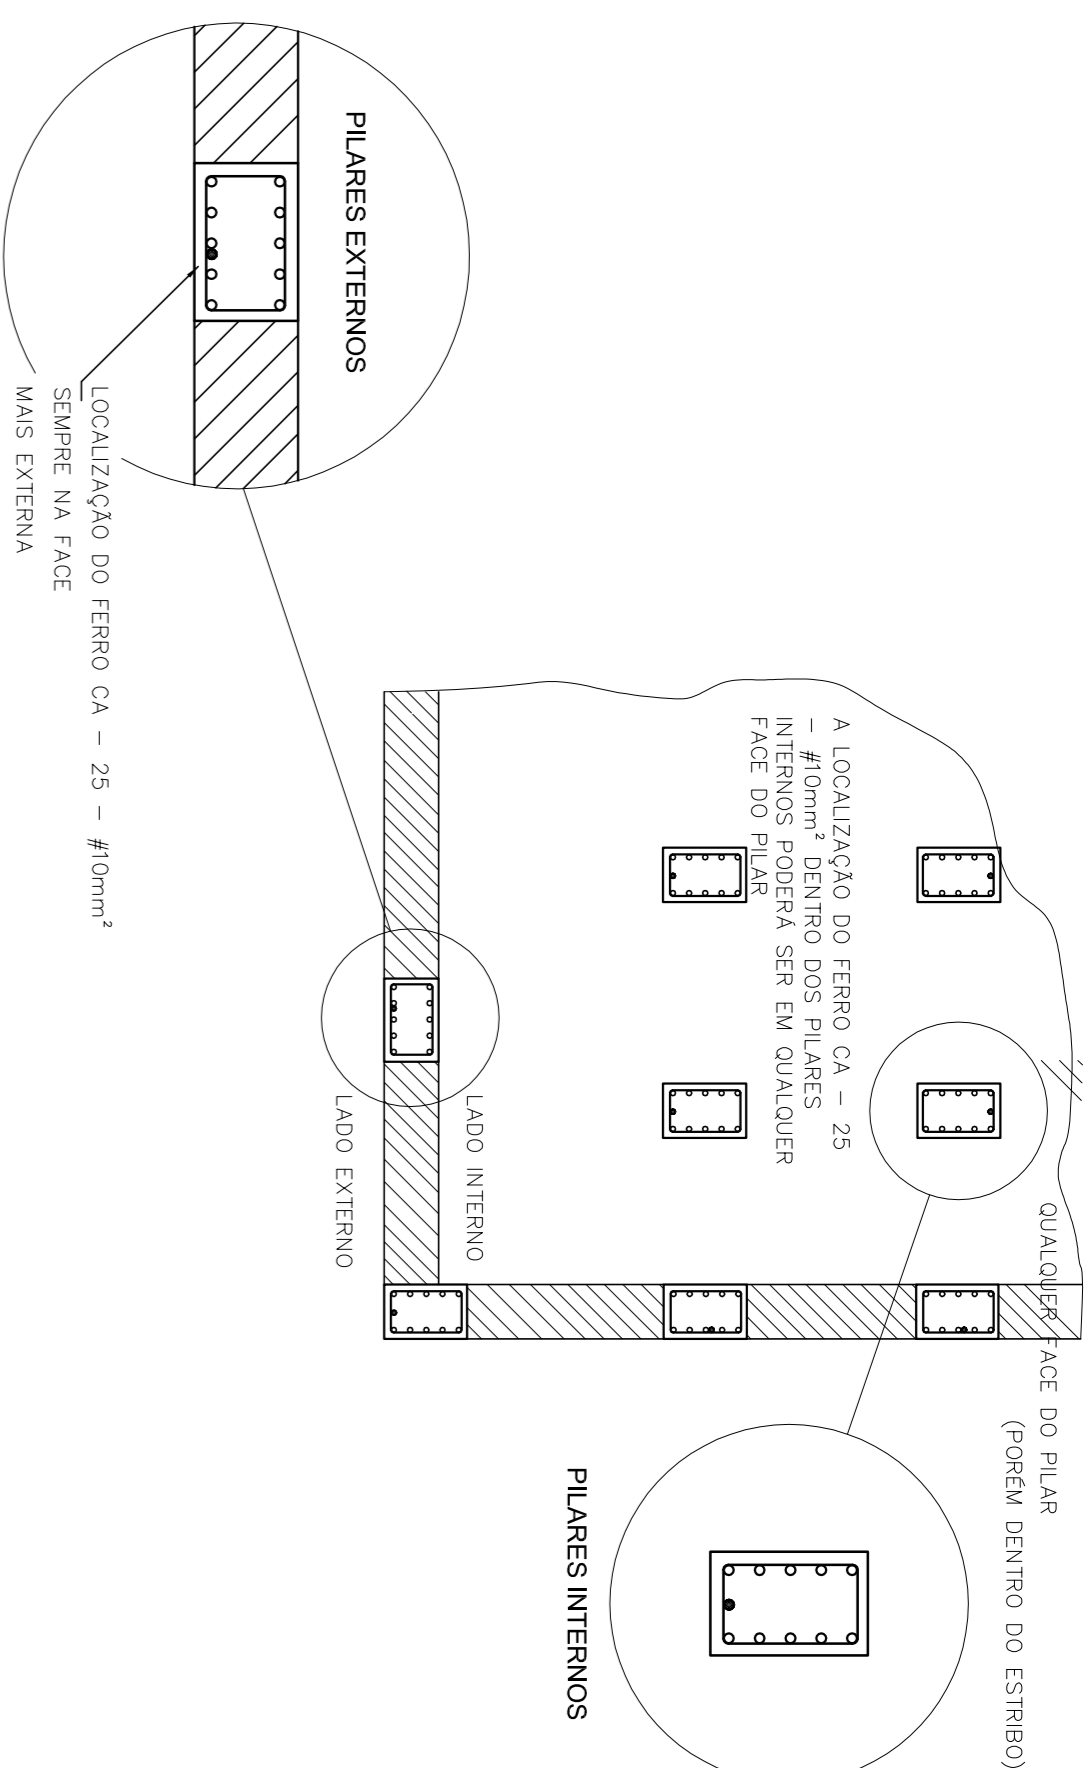 QUALQUER FACE DO PILAR
(PORÉM DENTRO DO ESTRIBO)
A LOCALIZAÇÃO DO FERRO CA - 25
- #10mm² DENTRO DOS PILARES
INTERNOS PODERÁ SER EM QUALQUER
FACE DO PILAR
PILARES INTERNOS
LADO INTERNO
LADO EXTERNO
PILARES EXTERNOS
LOCALIZAÇÃO DO FERRO CA - 25 - #10mm²
SEMPRE NA FACE
MAIS EXTERNA